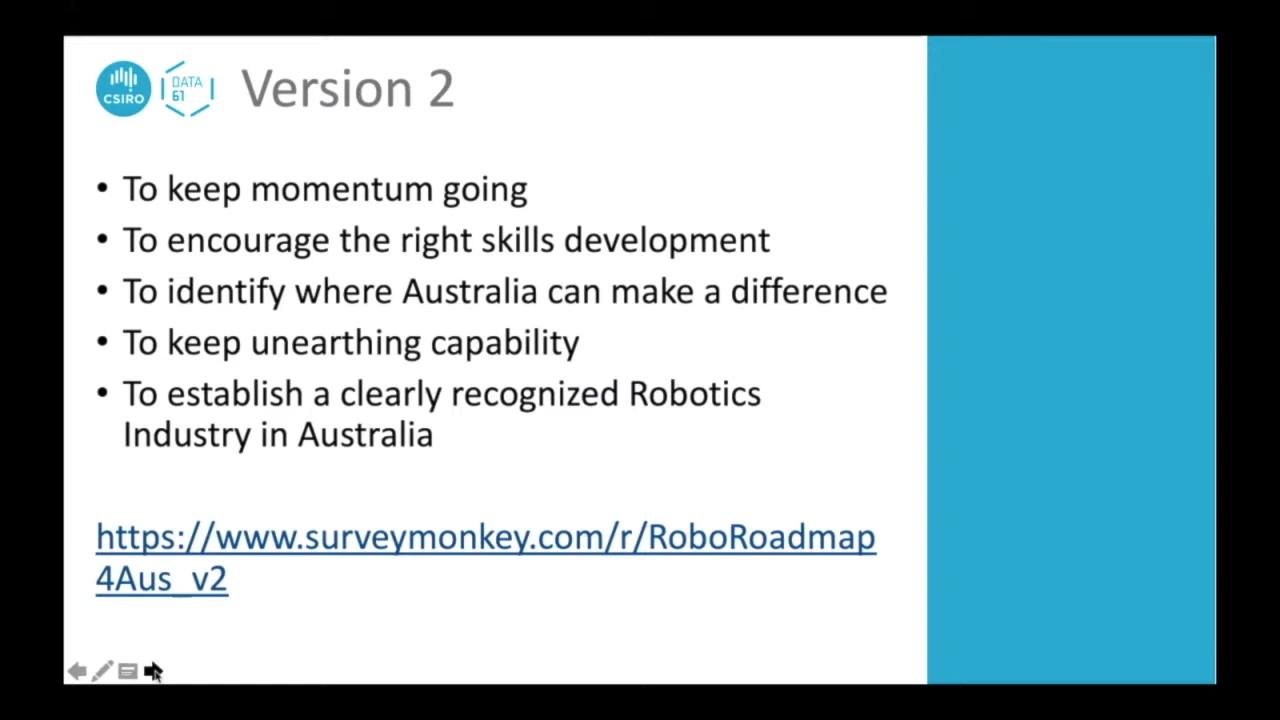 CSIRO
DATA
61
Version 2
• To keep momentum going
• To encourage the right skills development
• To identify where Australia can make a difference
• To keep unearthing capability
• To establish a clearly recognized Robotics
Industry in Australia
https://www.surveymonkey.com/r/RoboRoadmap
4Aus_v2